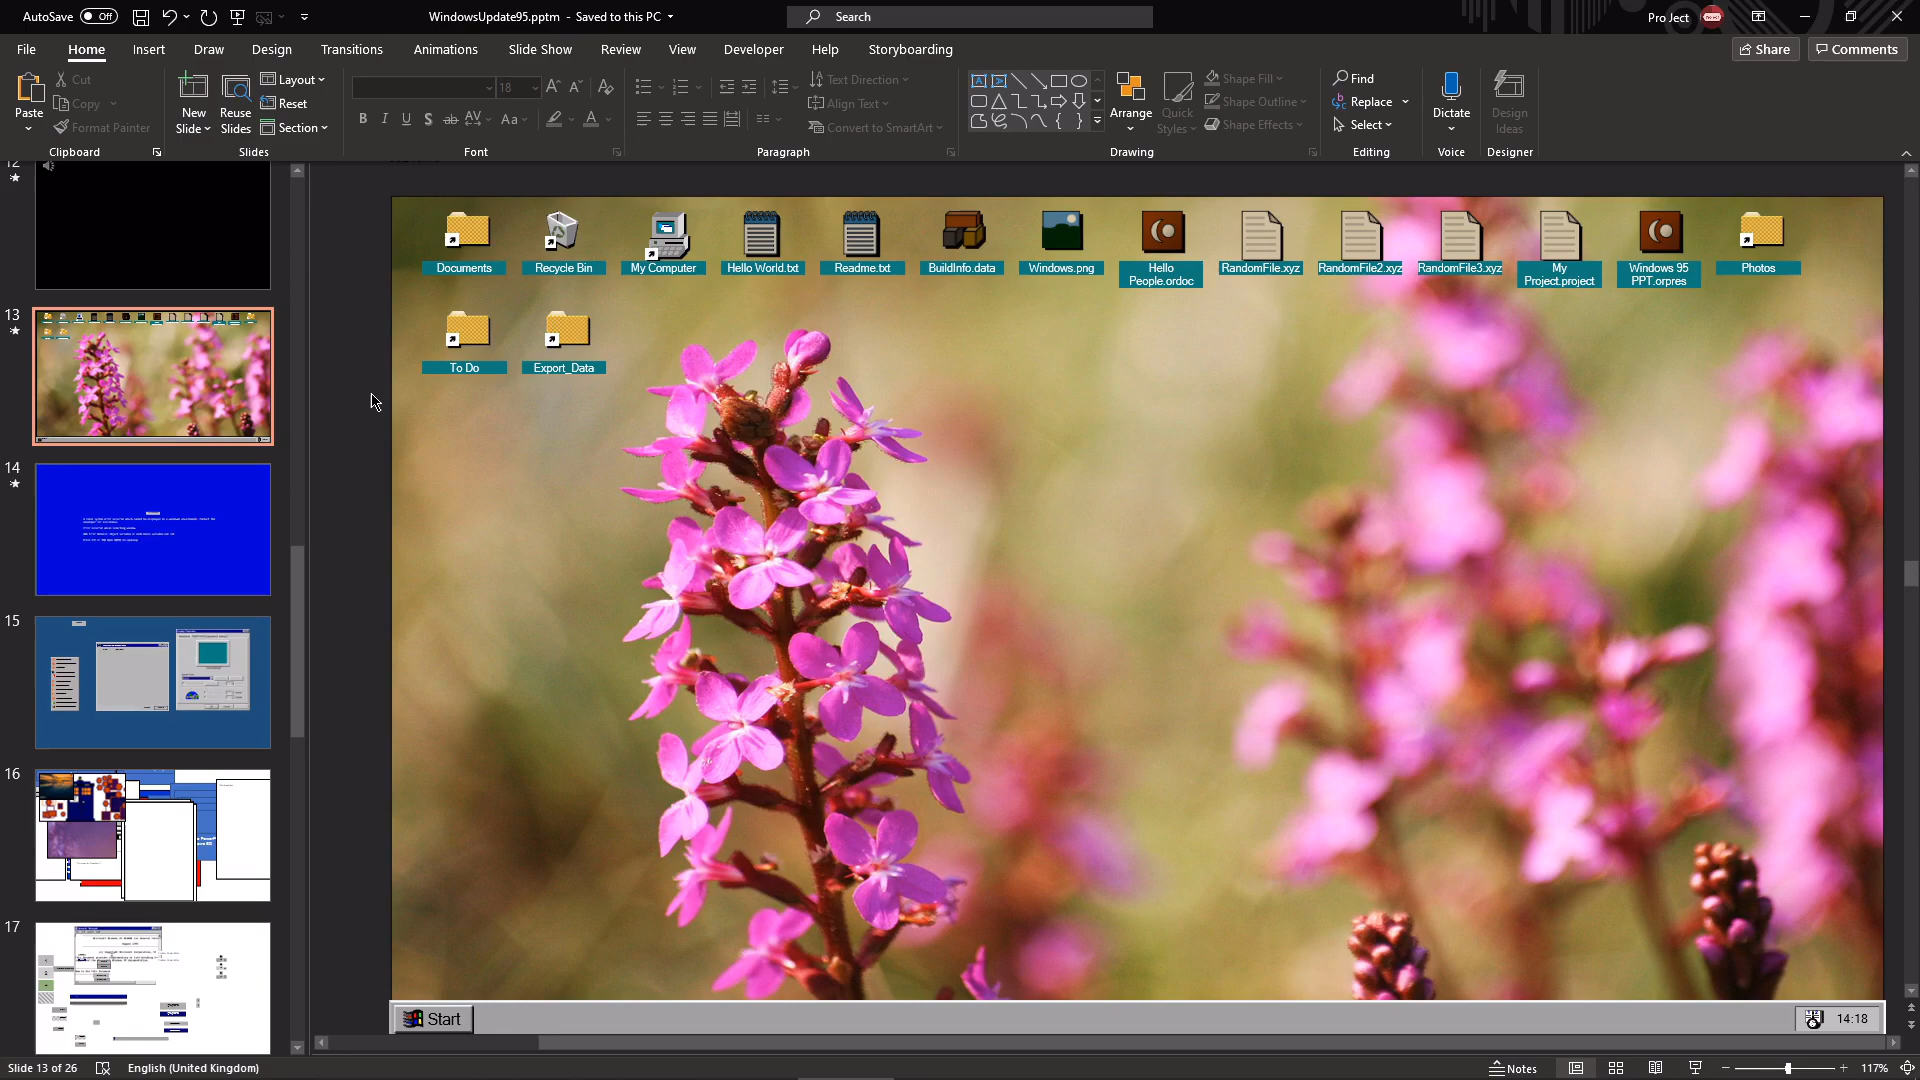 AutoSave Off WindowsUpdate95.pptm - Saved to this PC Search Pro Ject
File Home Insert Draw Design Transitions Animations Slide Show Review View Developer Help Storyboarding Share Comments
Paste Cut Copy Format Painter
New Slide Reuse Slides Layout Reset Section
18
B I U S ab AV Aa A
Text Direction Align Text Convert to SmartArt
Arrange Quick Styles Shape Fill Shape Outline Shape Effects
Find Replace Select
Dictate
Design Ideas
Clipboard Slides Font Paragraph Drawing Editing Voice Designer
12
13
14
15
16
17
Documents Recycle Bin My Computer Hello World.txt Readme.txt BuildInfo.data Windows.png Hello People.ordoc RandomFile.xyz RandomFile2.xyz RandomFile3.xyz My Project.project Windows 95 PPT.orpres Photos
To Do Export_Data
Start 14:18
Slide 13 of 26 English (United Kingdom) Notes 117%